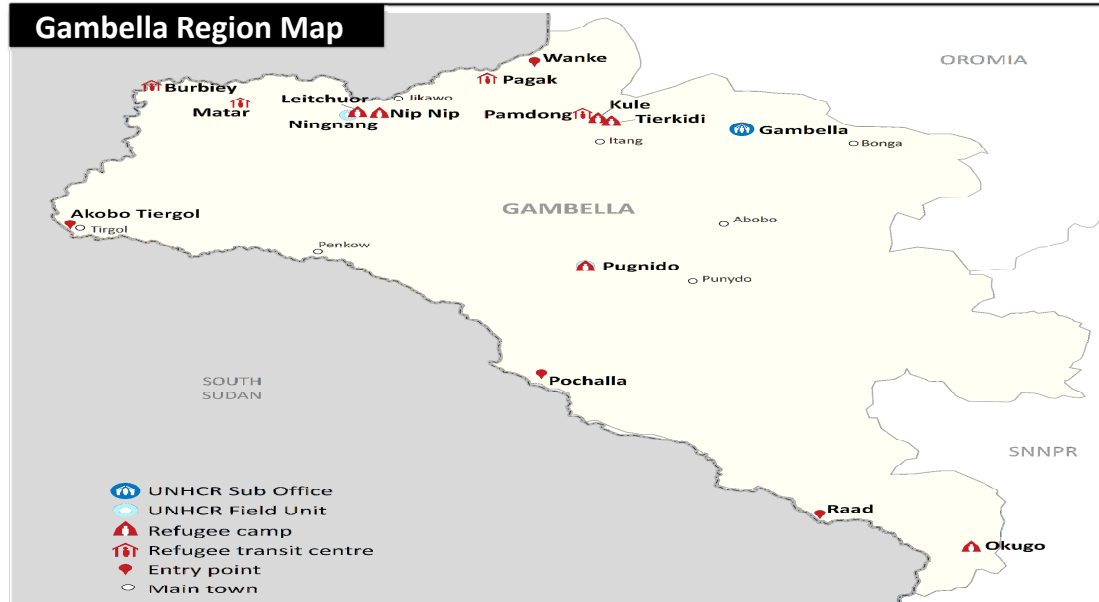 Gambella Region Map
Wanke
OROMIA
Pagak
Burbiey
Leitchuor
Jikawo
Kule
Matar
Nip Nip
Pamdong
Tierkidi
Ningnang
Gambella
Itang
Bonga
Akobo Tiergol
GAMBELLA
Tirgol
Abobo
Penkow
Pugnido
Punydo
Pochalla
SOUTH
SUDAN
SNNPR
UNHCR Sub Office
UNHCR Field Unit
Raad
Refugee camp
Okugo
Refugee transit centre
Entry point
Main town